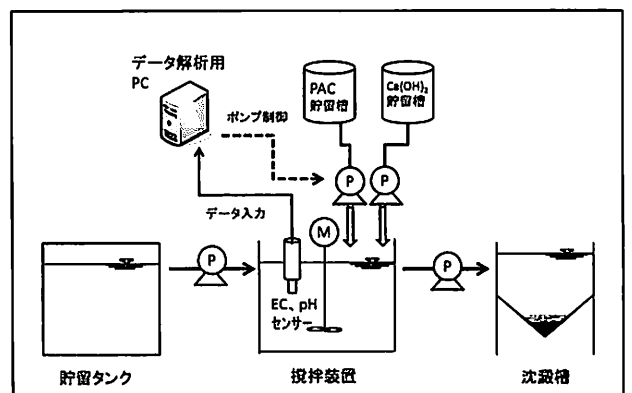 データ解析用
PC
ポンプ制御
データ入力
PAC
貯留槽
Ca(OH)₂
貯留槽
P
P
M
P
P
EC、pH
センサー
貯留タンク
撹拌装置
沈澱槽